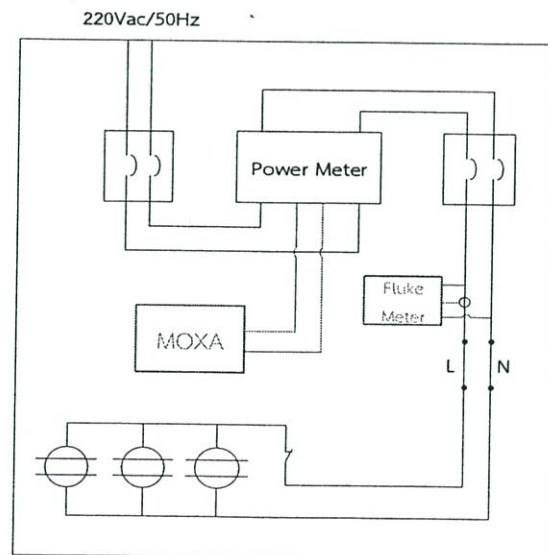 220Vac/50Hz
Power Meter
Fluke
Meter
MOXA
L
N